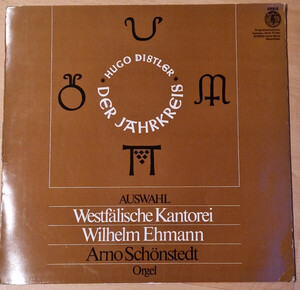 HUGO DISTLER
DER JAHRKREIS
AUSWAHL
Westfälische Kantorei
Wilhelm Ehmann
Arno Schönstedt
Orgel